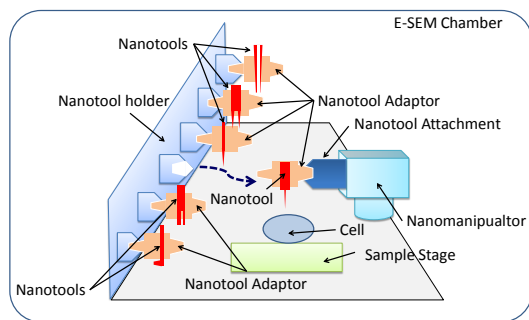 E-SEM Chamber
Nanotools
Nanotool holder
Nanotool Adaptor
Nanotool Attachment
Nanotool
Nanomanipualtor
Cell
Sample Stage
Nanotools
Nanotool Adaptor